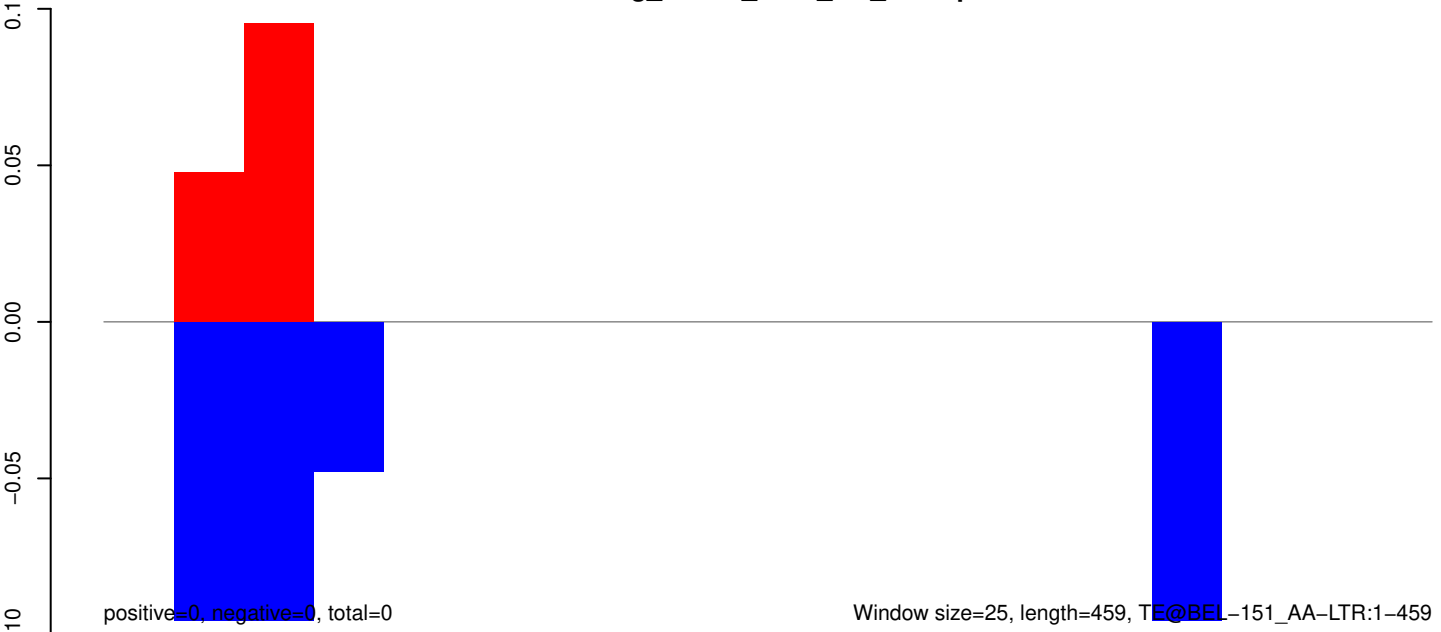 0.1
0.05
0.00
−0.05
10
positive=0, negative=0, total=0
Window size=25, length=459, TE@BEL−151_AA−LTR:1−459